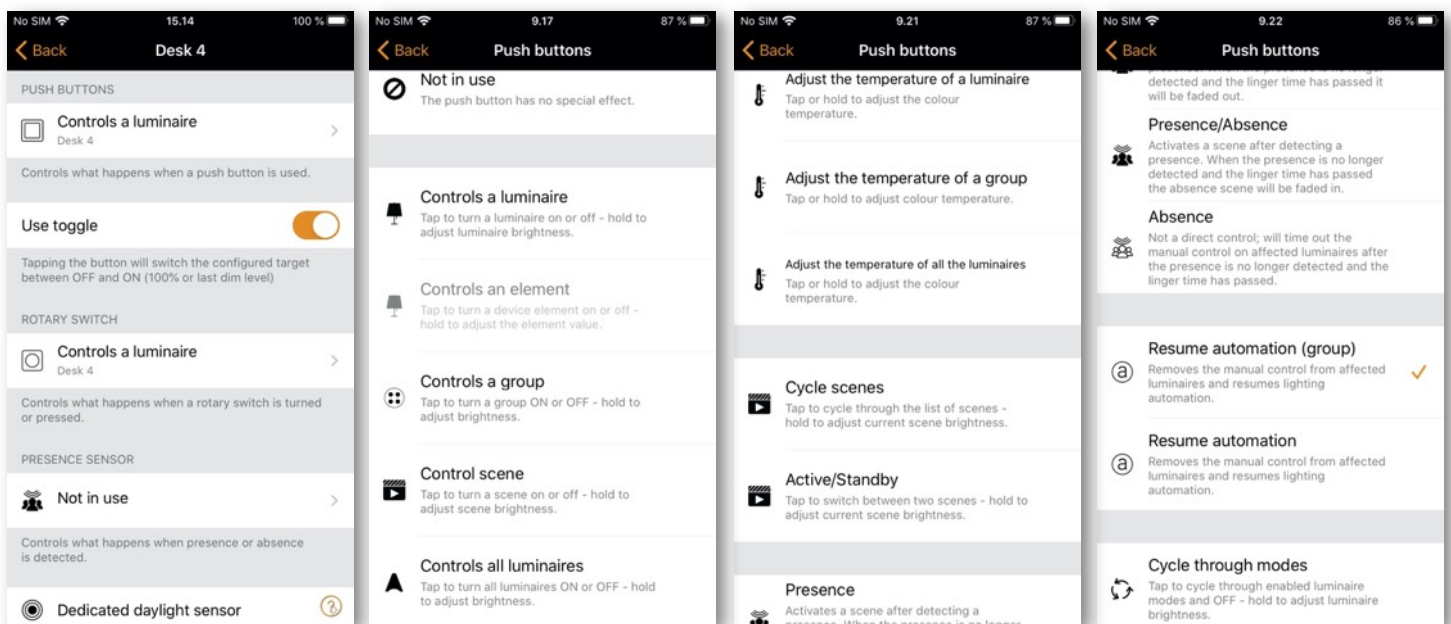 No SIM 15.14 100 %
Back Desk 4
PUSH BUTTONS
Controls a luminaire
Desk 4
Controls what happens when a push button is used.
Use toggle
Tapping the button will switch the configured target
between OFF and ON (100% or last dim level)
ROTARY SWITCH
Controls a luminaire
Desk 4
Controls what happens when a rotary switch is turned
or pressed.
PRESENCE SENSOR
Not in use
Controls what happens when presence or absence
is detected.
Dedicated daylight sensor
No SIM 9.17 87 %
Back Push buttons
Not in use
The push button has no special effect.
Controls a luminaire
Tap to turn a luminaire on or off - hold to
adjust luminaire brightness.
Controls an element
Tap to turn a device element on or off -
hold to adjust the element value.
Controls a group
Tap to turn a group ON or OFF - hold to
adjust brightness.
Control scene
Tap to turn a scene on or off - hold to
adjust scene brightness.
Controls all luminaires
Tap to turn all luminaires ON or OFF - hold
to adjust brightness.
No SIM 9.21 87 %
Back Push buttons
Adjust the temperature of a luminaire
Tap or hold to adjust the colour
temperature.
Adjust the temperature of a group
Tap or hold to adjust colour temperature.
Adjust the temperature of all the luminaires
Tap or hold to adjust the colour
temperature.
Cycle scenes
Tap to cycle through the list of scenes -
hold to adjust current scene brightness.
Active/Standby
Tap to switch between two scenes - hold to
adjust current scene brightness.
Presence
Activates a scene after detecting a
presence. When the presence is no longer
No SIM 9.22 86 %
Back Push buttons
detected and the linger time has passed it
will be faded out.
Presence/Absence
Activates a scene after detecting a
presence. When the presence is no longer
detected and the linger time has passed
the absence scene will be faded in.
Absence
Not a direct control; will time out the
manual control on affected luminaires after
the presence is no longer detected and the
linger time has passed.
Resume automation (group)
Removes the manual control from affected
luminaires and resumes lighting
automation.
Resume automation
Removes the manual control from affected
luminaires and resumes lighting
automation.
Cycle through modes
Tap to cycle through enabled luminaire
modes and OFF - hold to adjust luminaire
brightness.